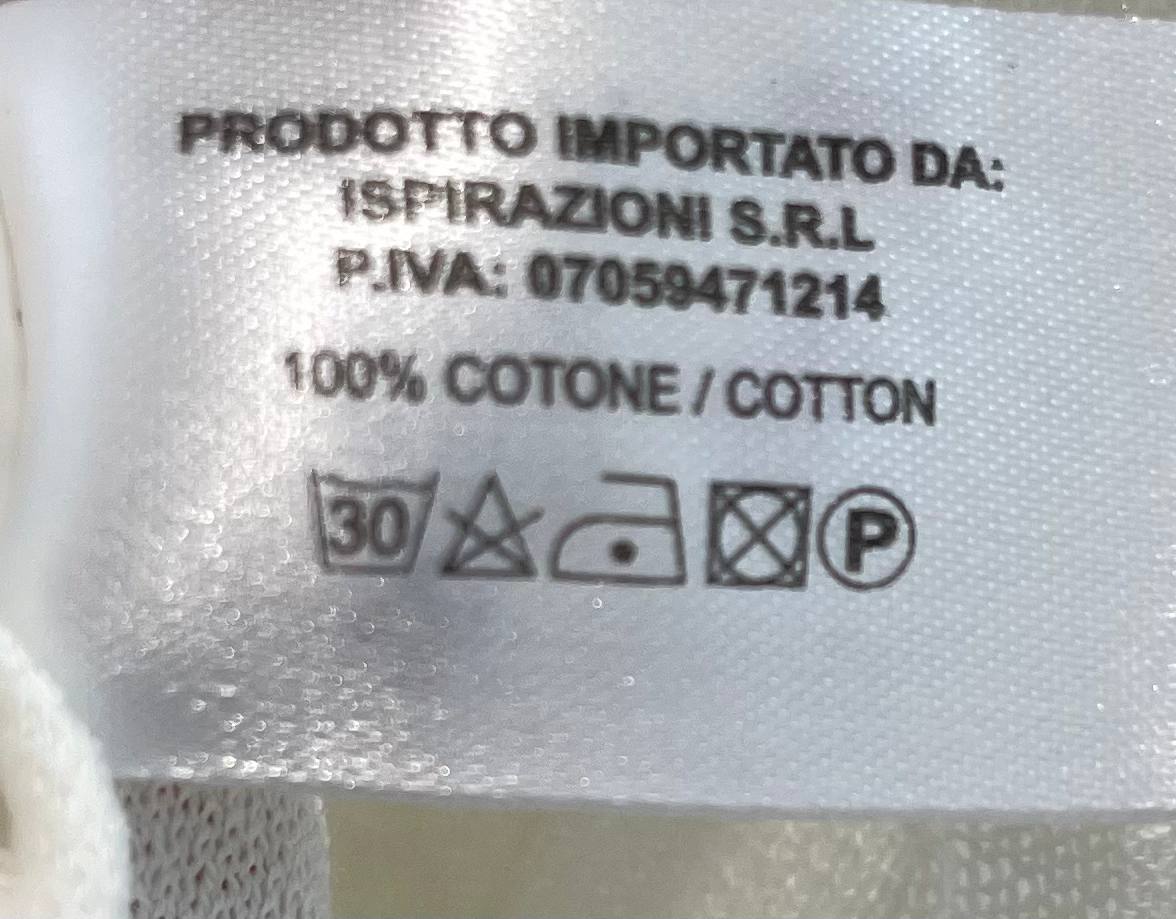 PRODOTTO IMPORTATO DA:
ISPIRAZIONI S.R.L
P.IVA: 07059471214
100% COTONE / COTTON
30 P